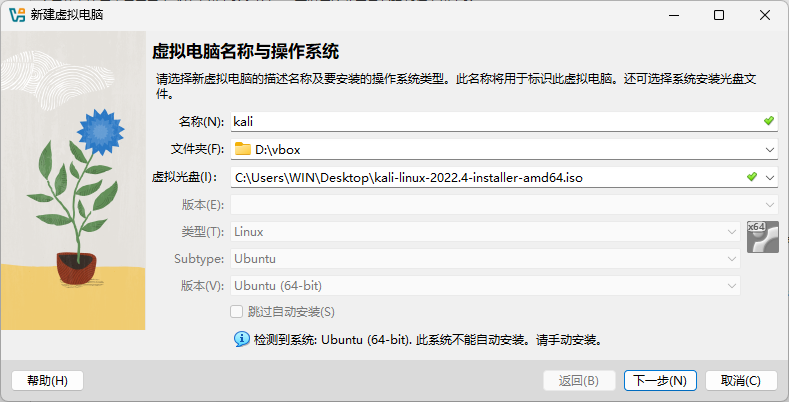 新建虚拟电脑
虚拟电脑名称与操作系统
请选择新虚拟电脑的描述名称及要安装的操作系统类型。此名称将用于标识此虚拟电脑。还可选择系统安装光盘文
件。
名称(N): kali
文件夹(F): D:\vbox
虚拟光盘(I): C:\Users\WIN\Desktop\kali-linux-2022.4-installer-amd64.iso
版本(E):
类型(T): Linux
x64
Subtype: Ubuntu
版本(V): Ubuntu (64-bit)
跳过自动安装(S)
检测到系统: Ubuntu (64-bit). 此系统不能自动安装。请手动安装。
帮助(H) 返回(B) 下一步(N) 取消(C)